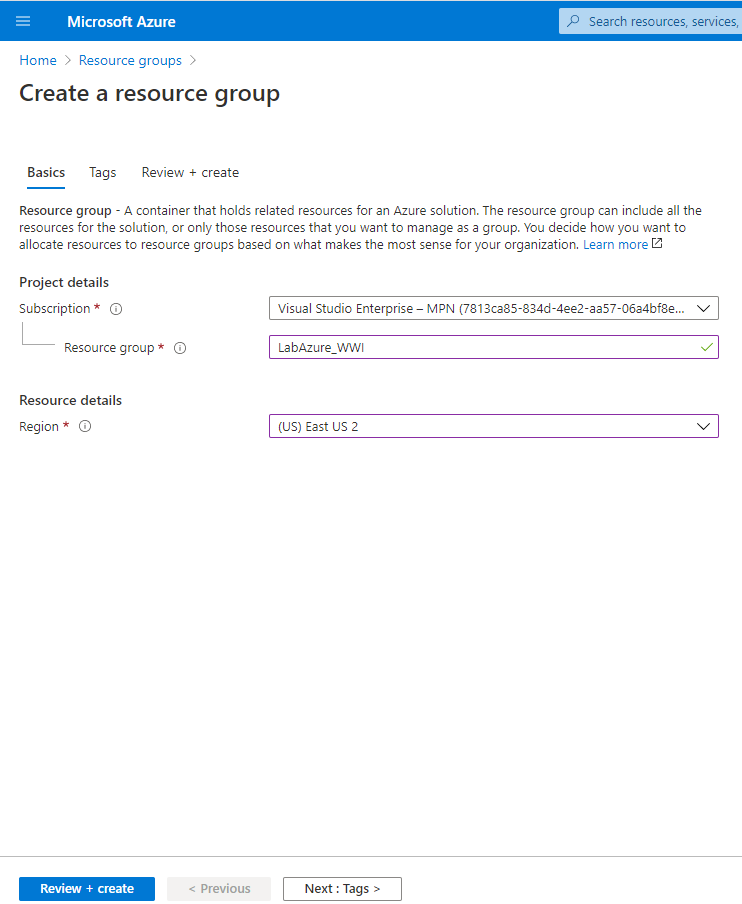 Microsoft Azure
Search resources, services,
Home > Resource groups >
Create a resource group
Basics Tags Review + create
Resource group - A container that holds related resources for an Azure solution. The resource group can include all the
resources for the solution, or only those resources that you want to manage as a group. You decide how you want to
allocate resources to resource groups based on what makes the most sense for your organization. Learn more
Project details
Subscription *
Visual Studio Enterprise – MPN (7813ca85-834d-4ee2-aa57-06a4bf8e...
Resource group *
LabAzure_WWI
Resource details
Region *
(US) East US 2
Review + create
< Previous
Next : Tags >